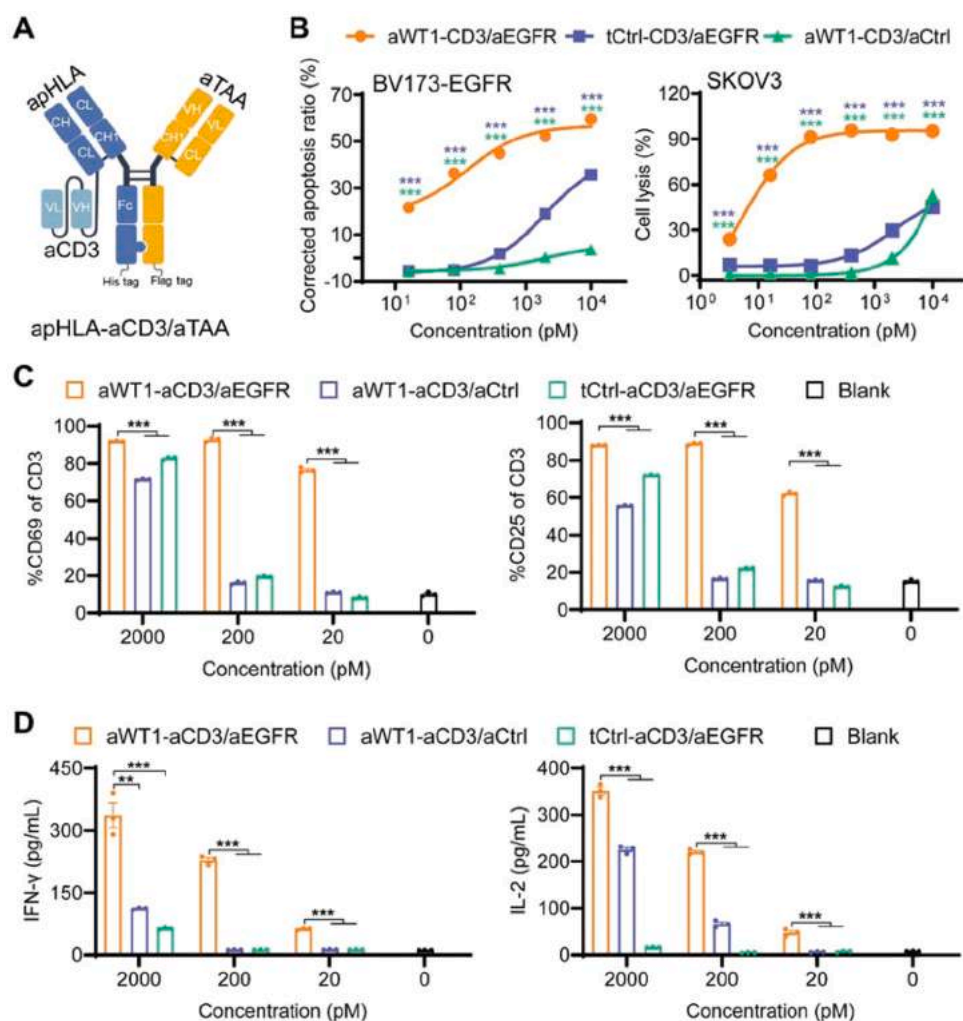 A
apHLA
aTAA
CL
CH
CH1
CL
VH
VL
CH1
CL
VL
VH
aCD3
Fc
His tag
Flag tag
apHLA-aCD3/aTAA
B
aWT1-CD3/aEGFR
tCtrl-CD3/aEGFR
aWT1-CD3/aCtrl
BV173-EGFR
Corrected apoptosis ratio (%)
70
50
30
10
-10
*** *** *** *** ***
*** *** *** *** ***
10¹ 10² 10³ 10⁴
Concentration (pM)
SKOV3
Cell lysis (%)
120
90
60
30
0
*** *** *** *** *** ***
*** *** *** *** *** ***
10⁰ 10¹ 10² 10³ 10⁴
Concentration (pM)
C
aWT1-aCD3/aEGFR
aWT1-aCD3/aCtrl
tCtrl-aCD3/aEGFR
Blank
%CD69 of CD3
100
80
60
40
20
0
*** *** ***
2000 200 20 0
Concentration (pM)
%CD25 of CD3
100
80
60
40
20
0
*** *** ***
2000 200 20 0
Concentration (pM)
D
aWT1-aCD3/aEGFR
aWT1-aCD3/aCtrl
tCtrl-aCD3/aEGFR
Blank
IFN-γ (pg/mL)
450
300
150
0
***
** *** ***
2000 200 20 0
Concentration (pM)
IL-2 (pg/mL)
400
300
200
100
0
*** *** ***
2000 200 20 0
Concentration (pM)